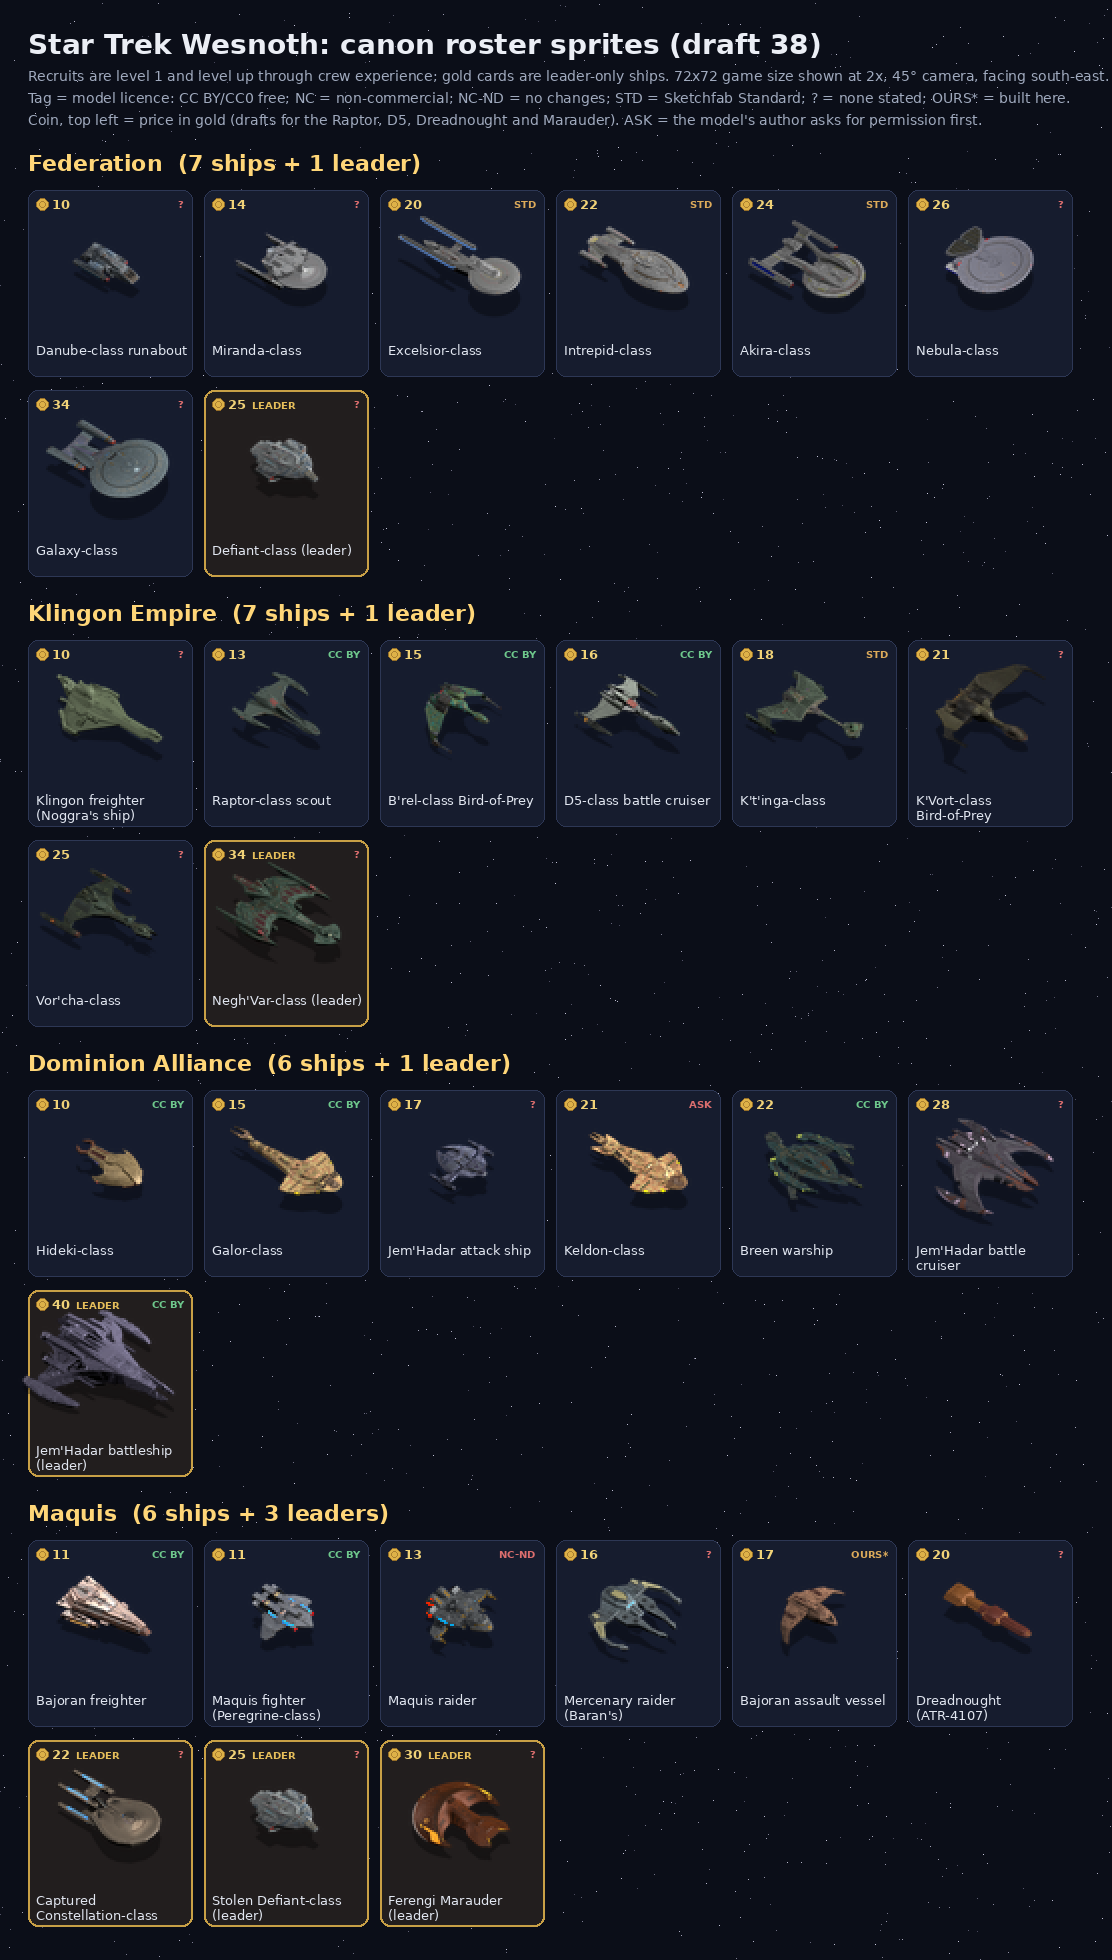 Star Trek Wesnoth: canon roster sprites (draft 38)
Recruits are level 1 and level up through crew experience; gold cards are leader-only ships. 72x72 game size shown at 2x, 45° camera, facing south-east.
Tag = model licence: CC BY/CC0 free; NC = non-commercial; NC-ND = no changes; STD = Sketchfab Standard; ? = none stated; OURS* = built here.
Coin, top left = price in gold (drafts for the Raptor, D5, Dreadnought and Marauder). ASK = the model's author asks for permission first.
Federation (7 ships + 1 leader)
10 ?
Danube-class runabout
14 ?
Miranda-class
20 STD
Excelsior-class
22 STD
Intrepid-class
24 STD
Akira-class
26 ?
Nebula-class
34 ?
Galaxy-class
25 LEADER ?
Defiant-class (leader)
Klingon Empire (7 ships + 1 leader)
10 ?
Klingon freighter
(Noggra's ship)
13 CC BY
Raptor-class scout
15 CC BY
B'rel-class Bird-of-Prey
16 CC BY
D5-class battle cruiser
18 STD
K't'inga-class
21 ?
K'Vort-class
Bird-of-Prey
25 ?
Vor'cha-class
34 LEADER ?
Negh'Var-class (leader)
Dominion Alliance (6 ships + 1 leader)
10 CC BY
Hideki-class
15 CC BY
Galor-class
17 ?
Jem'Hadar attack ship
21 ASK
Keldon-class
22 CC BY
Breen warship
28 ?
Jem'Hadar battle
cruiser
40 LEADER CC BY
Jem'Hadar battleship
(leader)
Maquis (6 ships + 3 leaders)
11 CC BY
Bajoran freighter
11 CC BY
Maquis fighter
(Peregrine-class)
13 NC-ND
Maquis raider
16 ?
Mercenary raider
(Baran's)
17 OURS*
Bajoran assault vessel
20 ?
Dreadnought
(ATR-4107)
22 LEADER ?
Captured
Constellation-class
25 LEADER ?
Stolen Defiant-class
(leader)
30 LEADER ?
Ferengi Marauder
(leader)